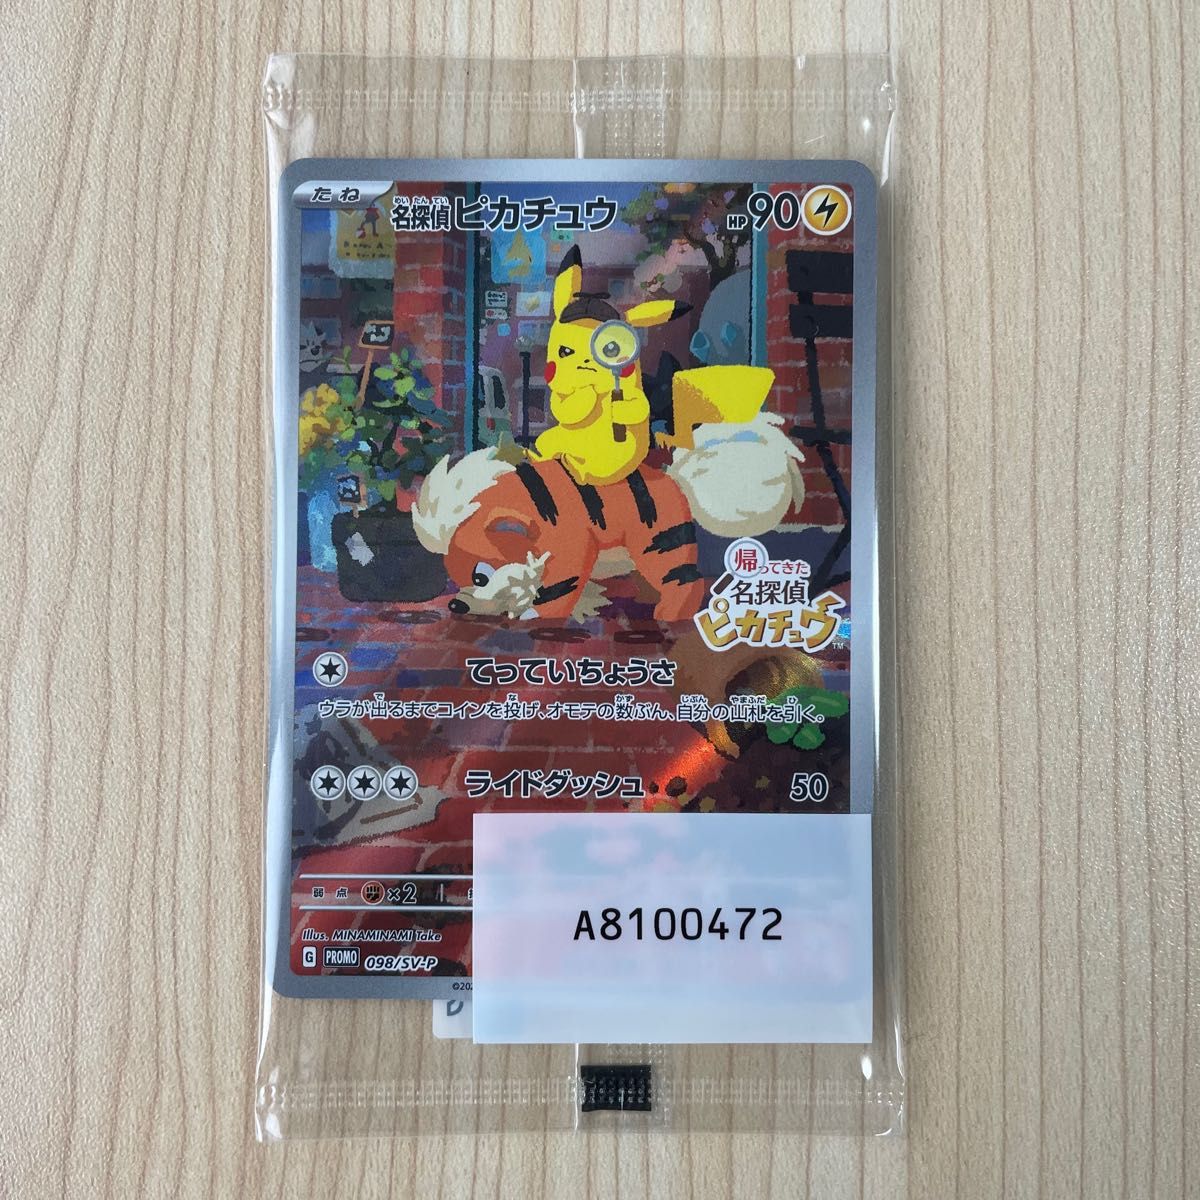 たね
めいたんてい
名探偵ピカチュウ
HP 90
帰ってきた
名探偵
ピカチュウ
TM
てっていちょうさ
ウラが出るまでコインを投げ、オモテの数ぶん、自分の山札を引く。
ライドダッシュ 50
弱点 ×2
Illus. MINAMINAMI Take
G PROMO 098/SV-P
A8100472